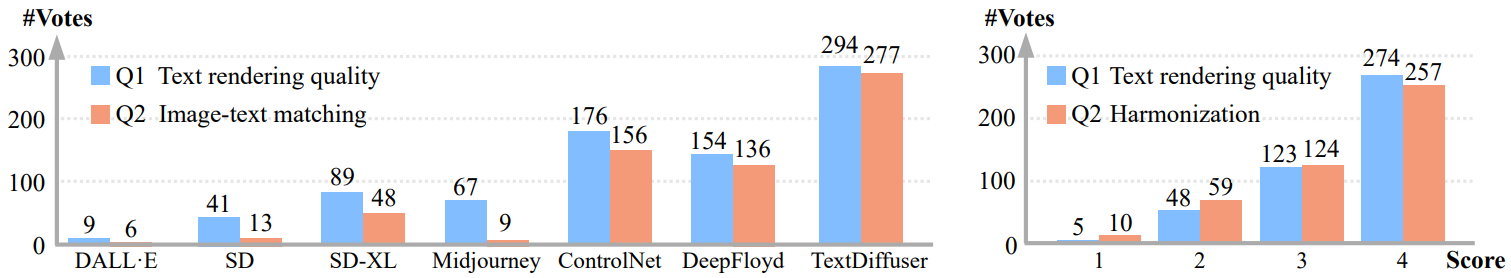 #Votes
300
200
100
0
Q1 Text rendering quality
Q2 Image-text matching
9 6 41 13 89 48 67 9 176 156 154 136 294 277
DALL·E SD SD-XL Midjourney ControlNet DeepFloyd TextDiffuser
#Votes
300
200
100
0
Q1 Text rendering quality
Q2 Harmonization
5 10 48 59 123 124 274 257
1 2 3 4 Score